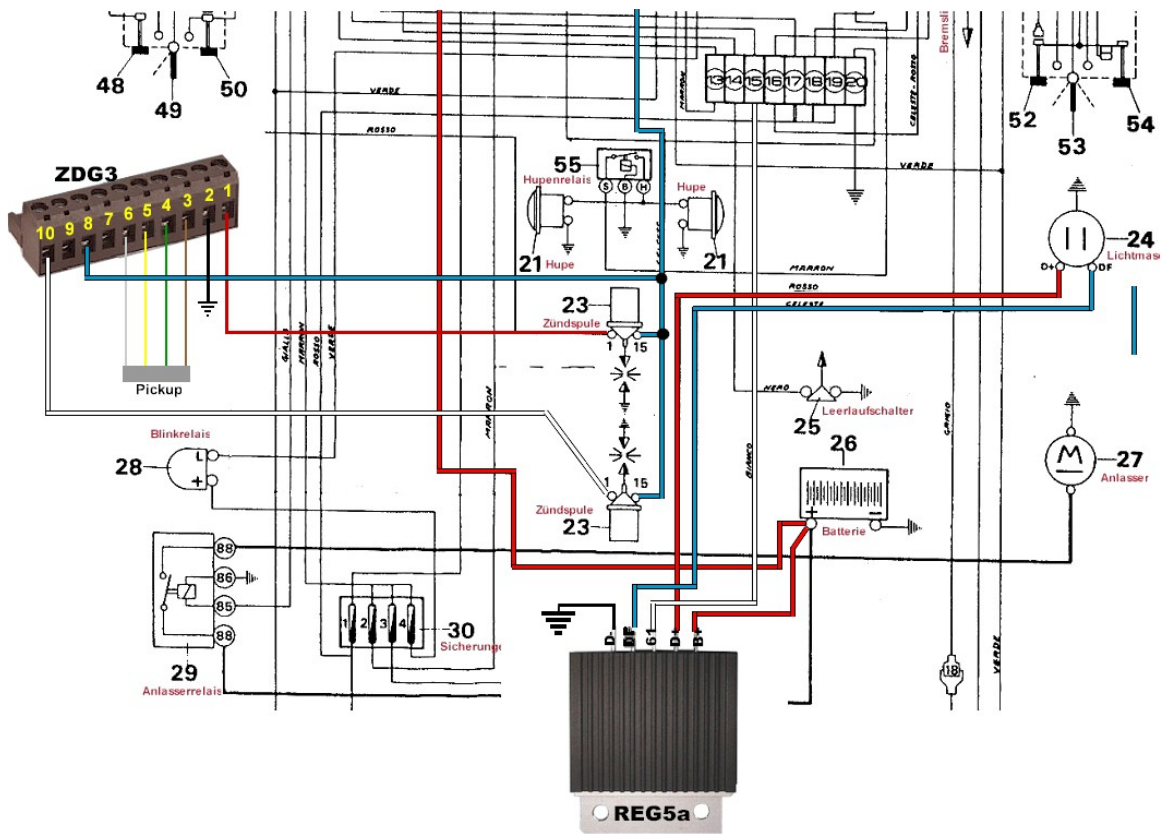 48
50
49
13 14 15 16 17 18 19 20
MARRON
CELESTE-ROSSO
Bremsli
52
54
53
VERDE
ROSSO
VERDE
ZDG3
10 9 8 7 6 5 4 3 2 1
55
Hupenrelais
S B H
Hupe
21
Hupe
21
MARRON
ROSSO
CELESTE
24
Lichtmasc
D+
DF
23
Zündspule
1
15
GIALLO
MARRON
ROSSO
VERDE
MARRON
Pickup
NERO
25
Leerlaufschalter
BIANCO
Blinkrelais
28
L
+
1
15
Zündspule
23
26
+
Batterie
M
27
Anlasser
88
86
85
88
29
Anlasserrelais
1 2 3 4
30
Sicherunge
D- DF 61 D+ B+
18
VERDE
REG5a